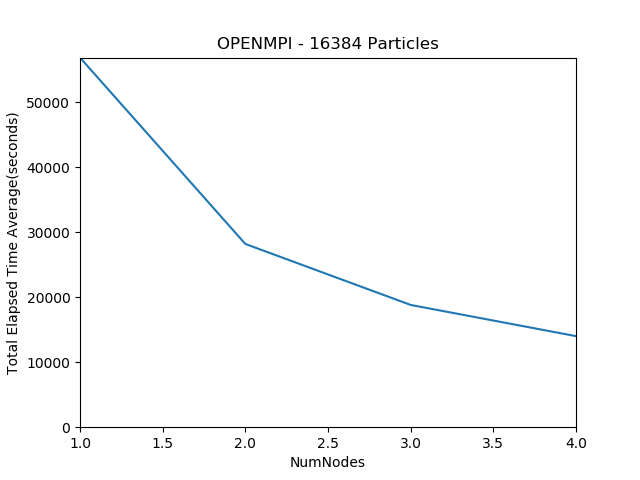 OPENMPI - 16384 Particles
Total Elapsed Time Average(seconds)
50000
40000
30000
20000
10000
0
1.0 1.5 2.0 2.5 3.0 3.5 4.0
NumNodes